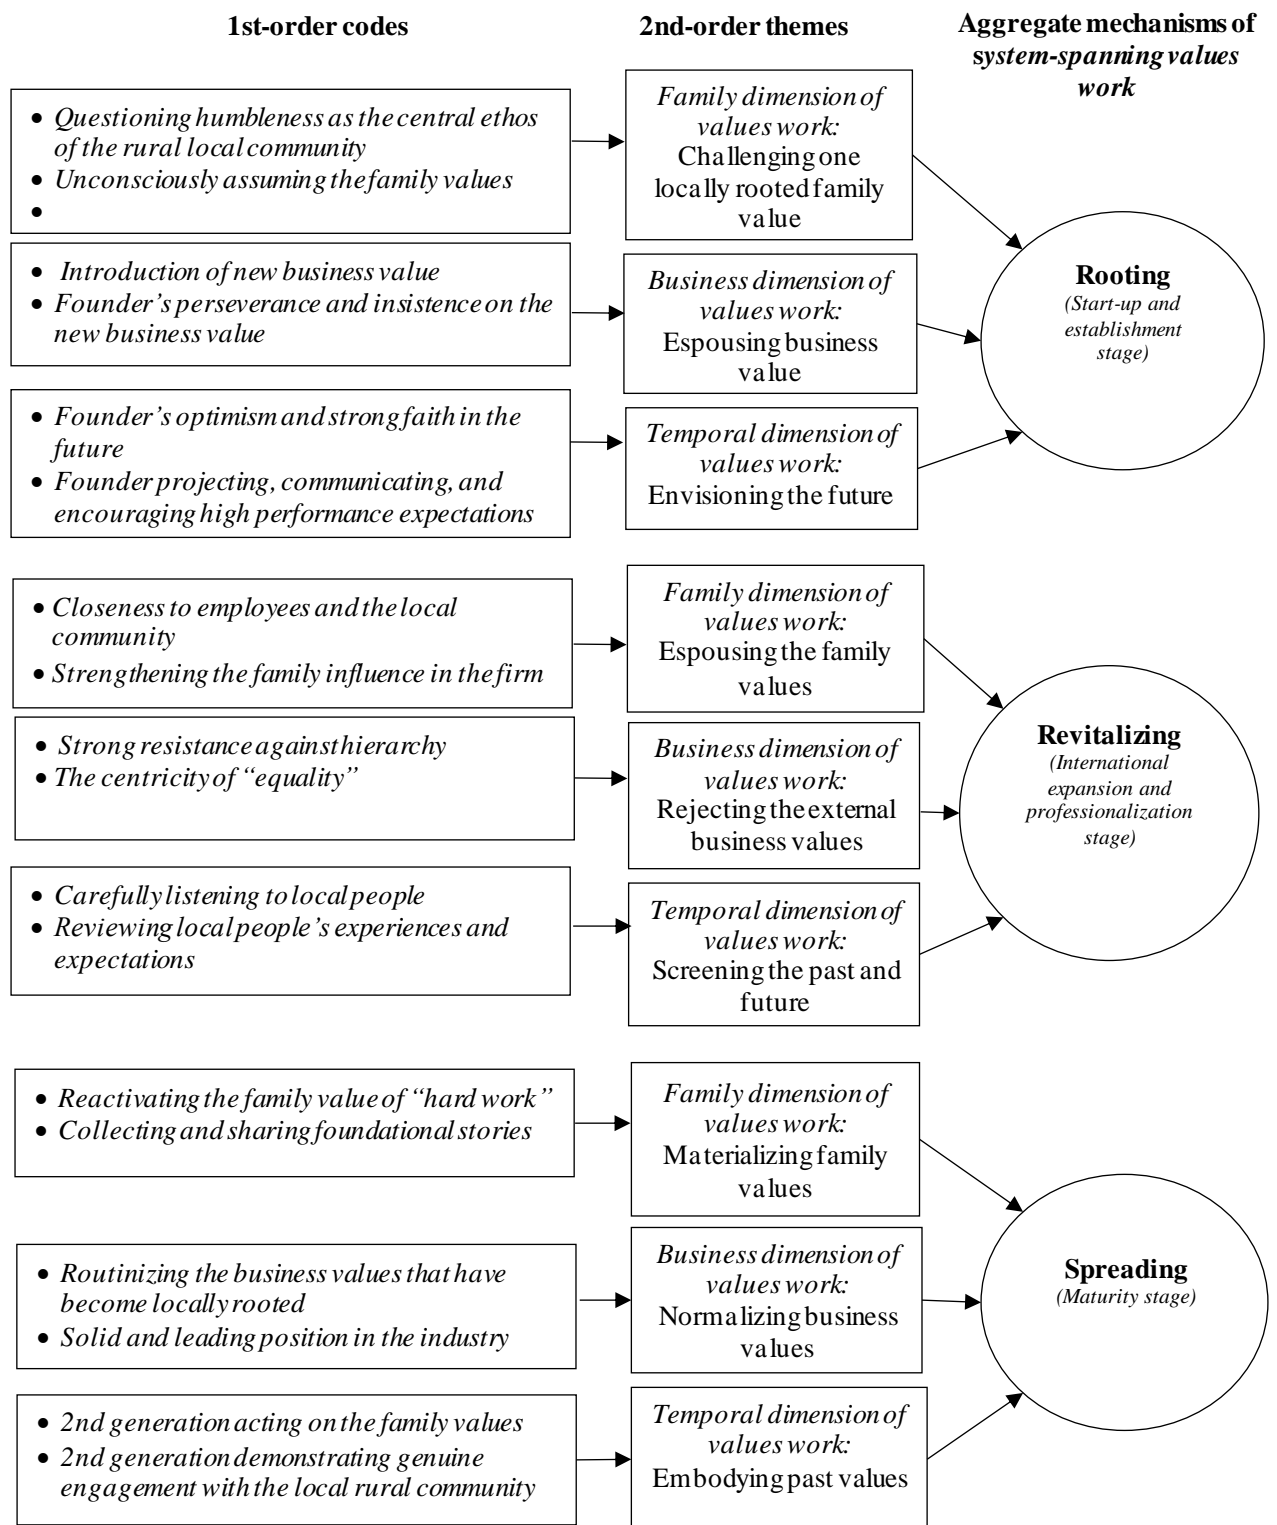 1st-order codes
2nd-order themes
Aggregate mechanisms of
system-spanning values
work
• Questioning humbleness as the central ethos
of the rural local community
• Unconsciously assuming the family values
•
Family dimension of
values work:
Challenging one
locally rooted family
value
• Introduction of new business value
• Founder's perseverance and insistence on the
new business value
Business dimension of
values work:
Espousing business
value
• Founder's optimism and strong faith in the
future
• Founder projecting, communicating, and
encouraging high performance expectations
Temporal dimension of
values work:
Envisioning the future
Rooting
(Start-up and
establishment
stage)
• Closeness to employees and the local
community
• Strengthening the family influence in the firm
Family dimension of
values work:
Espousing the family
values
• Strong resistance against hierarchy
• The centricity of “equality”
Business dimension of
values work:
Rejecting the external
business values
• Carefully listening to local people
• Reviewing local people's experiences and
expectations
Temporal dimension of
values work:
Screening the past and
future
Revitalizing
(International
expansion and
professionalization
stage)
• Reactivating the family value of “hard work”
• Collecting and sharing foundational stories
Family dimension of
values work:
Materializing family
values
• Routinizing the business values that have
become locally rooted
• Solid and leading position in the industry
Business dimension of
values work:
Normalizing business
values
• 2nd generation acting on the family values
• 2nd generation demonstrating genuine
engagement with the local rural community
Temporal dimension of
values work:
Embodying past values
Spreading
(Maturity stage)